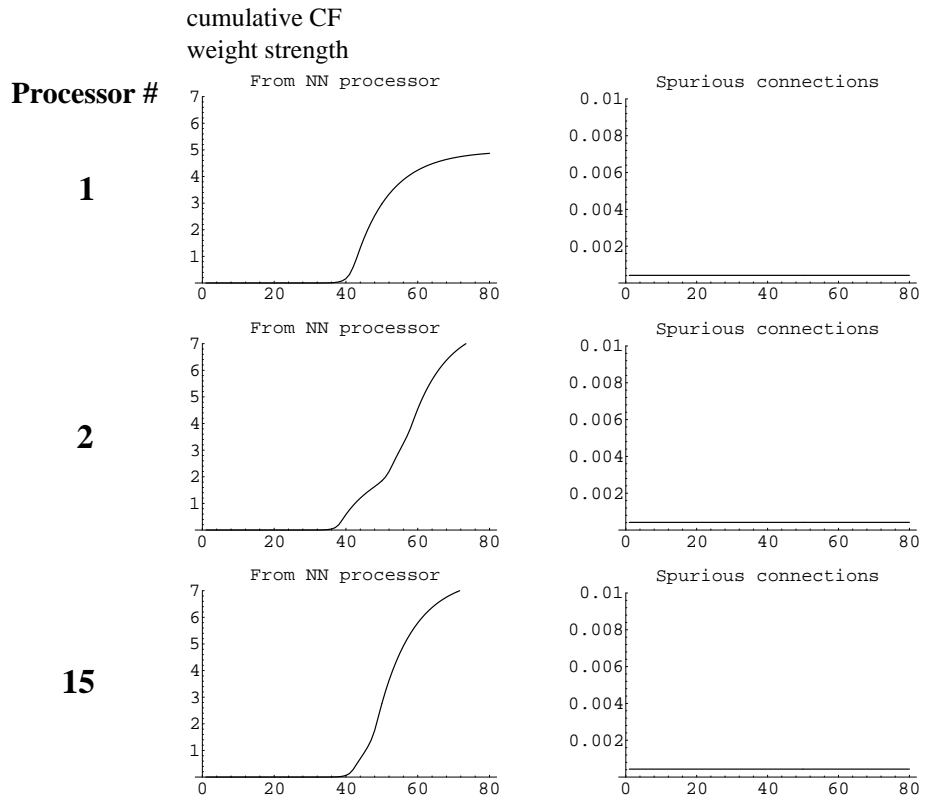 cumulative CF
weight strength
Processor #
From NN processor
Spurious connections
7
6
5
4
3
2
1
0 20 40 60 80
0.01
0.008
0.006
0.004
0.002
0 20 40 60 80
1
From NN processor
Spurious connections
7
6
5
4
3
2
1
0 20 40 60 80
0.01
0.008
0.006
0.004
0.002
0 20 40 60 80
2
From NN processor
Spurious connections
7
6
5
4
3
2
1
0 20 40 60 80
0.01
0.008
0.006
0.004
0.002
0 20 40 60 80
15